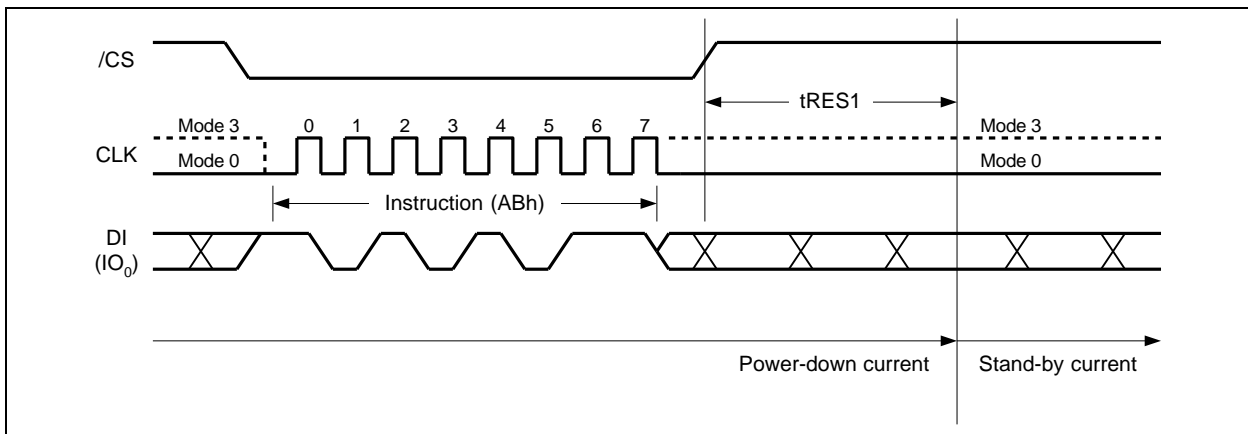 /CS
tRES1
Mode 3 0 1 2 3 4 5 6 7 Mode 3
CLK
Mode 0 Mode 0
Instruction (ABh)
DI
(IO0)
Power-down current Stand-by current